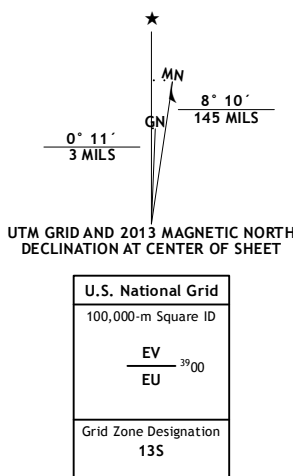 ★
MN
GN
8° 10´
145 MILS
0° 11´
3 MILS
UTM GRID AND 2013 MAGNETIC NORTH
DECLINATION AT CENTER OF SHEET
U.S. National Grid
100,000-m Square ID
EV
3900
EU
Grid Zone Designation
13S